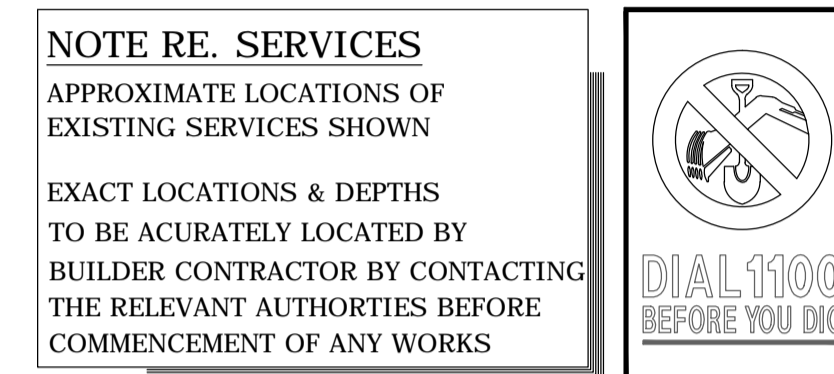 NOTE RE. SERVICES
APPROXIMATE LOCATIONS OF
EXISTING SERVICES SHOWN
EXACT LOCATIONS & DEPTHS
TO BE ACURATELY LOCATED BY
BUILDER CONTRACTOR BY CONTACTING
THE RELEVANT AUTHORTIES BEFORE
COMMENCEMENT OF ANY WORKS
DIAL 1100
BEFORE YOU DIG